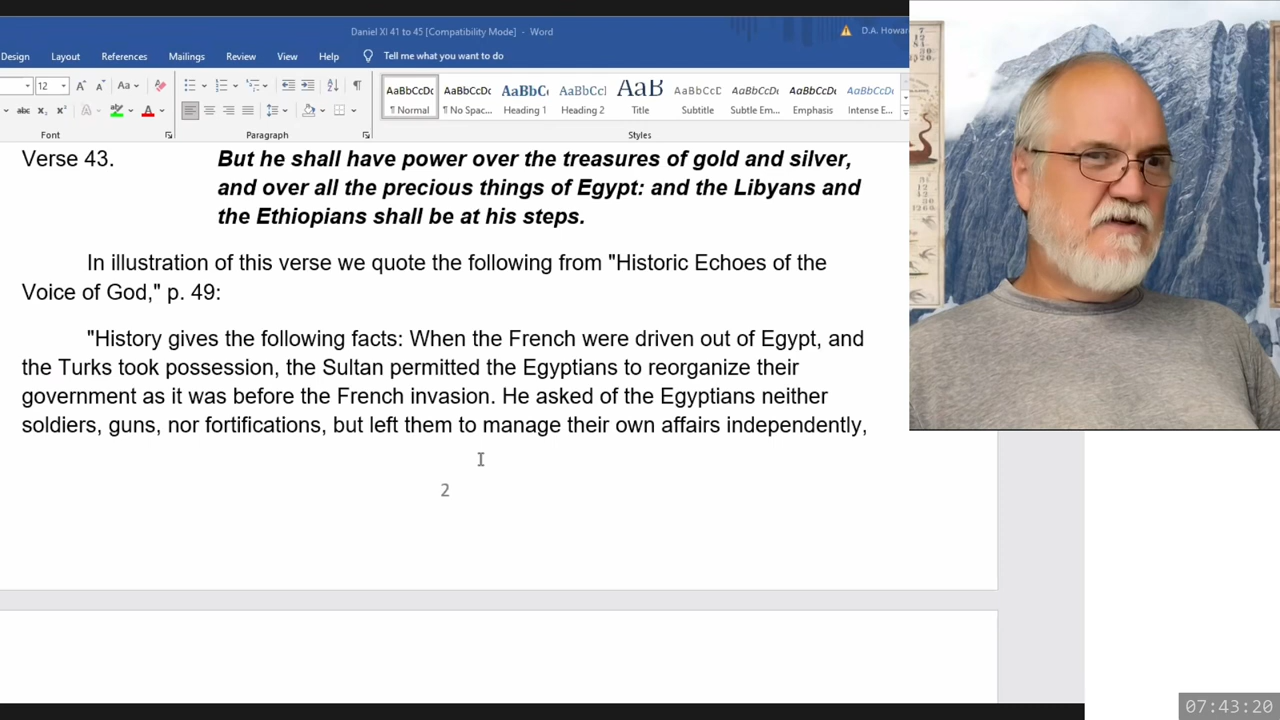 Daniel XI 41 to 45 [Compatibility Mode] - Word
D.A. Howar
Design Layout References Mailings Review View Help Tell me what you want to do
12 Aa
AaBbCcDc AaBbCcDc AaBbC AaBbCcI AaB AaBbCcD AaBbCcDc AaBbCcDc AaBbCcDc
¶ Normal ¶ No Spac... Heading 1 Heading 2 Title Subtitle Subtle Em... Emphasis Intense E...
Font Paragraph Styles
Verse 43. But he shall have power over the treasures of gold and silver,
and over all the precious things of Egypt: and the Libyans and
the Ethiopians shall be at his steps.
In illustration of this verse we quote the following from "Historic Echoes of the
Voice of God," p. 49:
"History gives the following facts: When the French were driven out of Egypt, and
the Turks took possession, the Sultan permitted the Egyptians to reorganize their
government as it was before the French invasion. He asked of the Egyptians neither
soldiers, guns, nor fortifications, but left them to manage their own affairs independently,
2
07:43:20